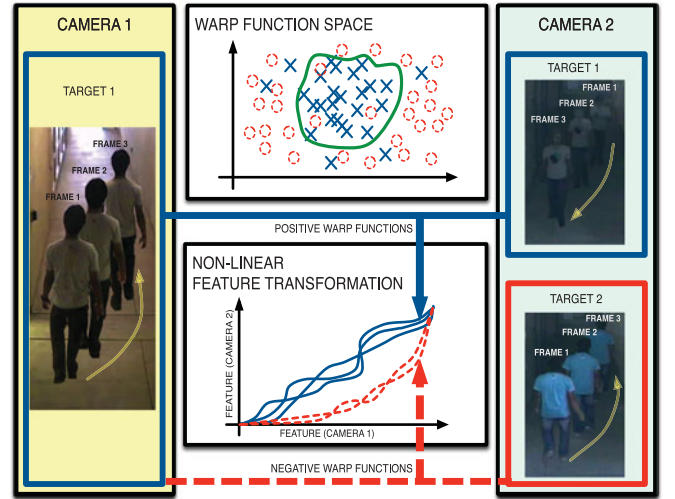 CAMERA 1
TARGET 1
FRAME 3
FRAME 2
FRAME 1
WARP FUNCTION SPACE
POSITIVE WARP FUNCTIONS
NON-LINEAR
FEATURE TRANSFORMATION
FEATURE (CAMERA 2)
FEATURE (CAMERA 1)
NEGATIVE WARP FUNCTIONS
CAMERA 2
TARGET 1
FRAME 1
FRAME 2
FRAME 3
TARGET 2
FRAME 3
FRAME 2
FRAME 1